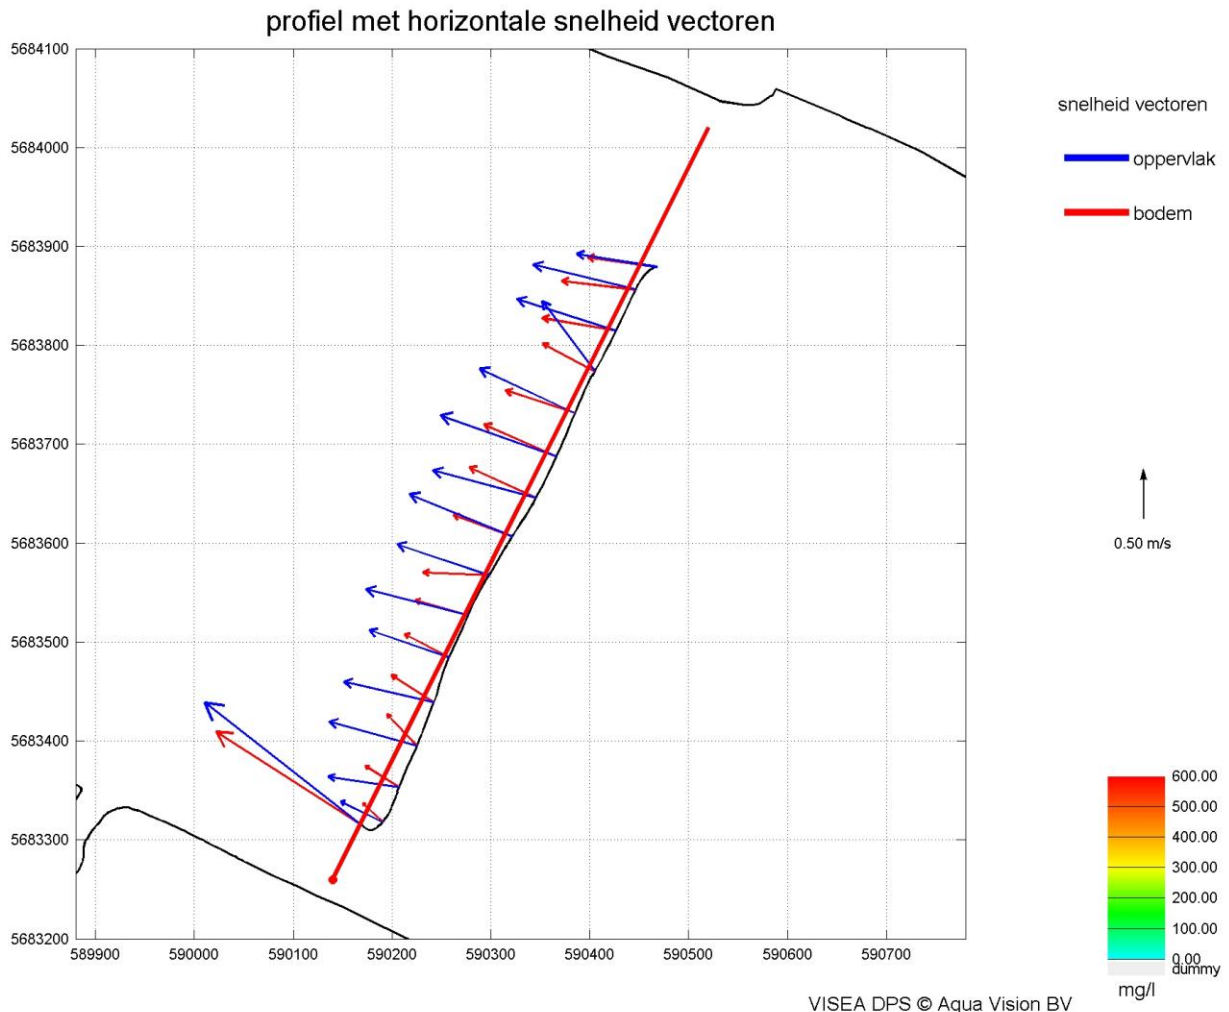 profiel met horizontale snelheid vectoren
5684100
5684000
5683900
5683800
5683700
5683600
5683500
5683400
5683300
5683200
589900 590000 590100 590200 590300 590400 590500 590600 590700
snelheid vectoren
oppervlak
bodem
0.50 m/s
600.00
500.00
400.00
300.00
200.00
100.00
0.00
dummy
mg/l
VISEA DPS © Aqua Vision BV